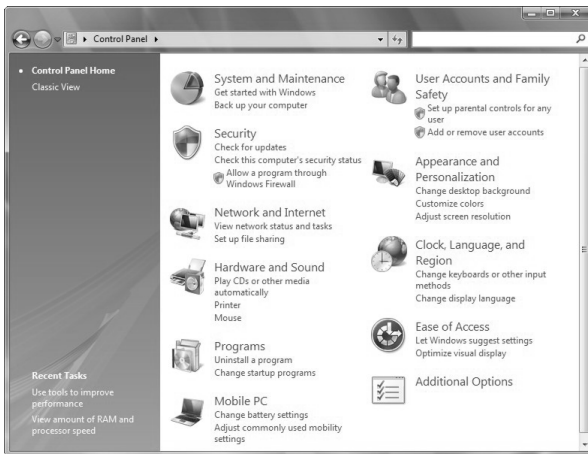 Control Panel
Control Panel Home
Classic View
Recent Tasks
Use tools to improve
performance
View amount of RAM and
processor speed
System and Maintenance
Get started with Windows
Back up your computer
Security
Check for updates
Check this computer's security status
Allow a program through
Windows Firewall
Network and Internet
View network status and tasks
Set up file sharing
Hardware and Sound
Play CDs or other media
automatically
Printer
Mouse
Programs
Uninstall a program
Change startup programs
Mobile PC
Change battery settings
Adjust commonly used mobility
settings
User Accounts and Family
Safety
Set up parental controls for any
user
Add or remove user accounts
Appearance and
Personalization
Change desktop background
Customize colors
Adjust screen resolution
Clock, Language, and
Region
Change keyboards or other input
methods
Change display language
Ease of Access
Let Windows suggest settings
Optimize visual display
Additional Options